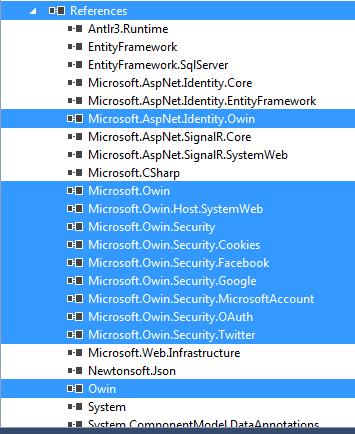 References
Antlr3.Runtime
EntityFramework
EntityFramework.SqlServer
Microsoft.AspNet.Identity.Core
Microsoft.AspNet.Identity.EntityFramework
Microsoft.AspNet.Identity.Owin
Microsoft.AspNet.SignalR.Core
Microsoft.AspNet.SignalR.SystemWeb
Microsoft.CSharp
Microsoft.Owin
Microsoft.Owin.Host.SystemWeb
Microsoft.Owin.Security
Microsoft.Owin.Security.Cookies
Microsoft.Owin.Security.Facebook
Microsoft.Owin.Security.Google
Microsoft.Owin.Security.MicrosoftAccount
Microsoft.Owin.Security.OAuth
Microsoft.Owin.Security.Twitter
Microsoft.Web.Infrastructure
Newtonsoft.Json
Owin
System
System.ComponentModel.DataAnnotations